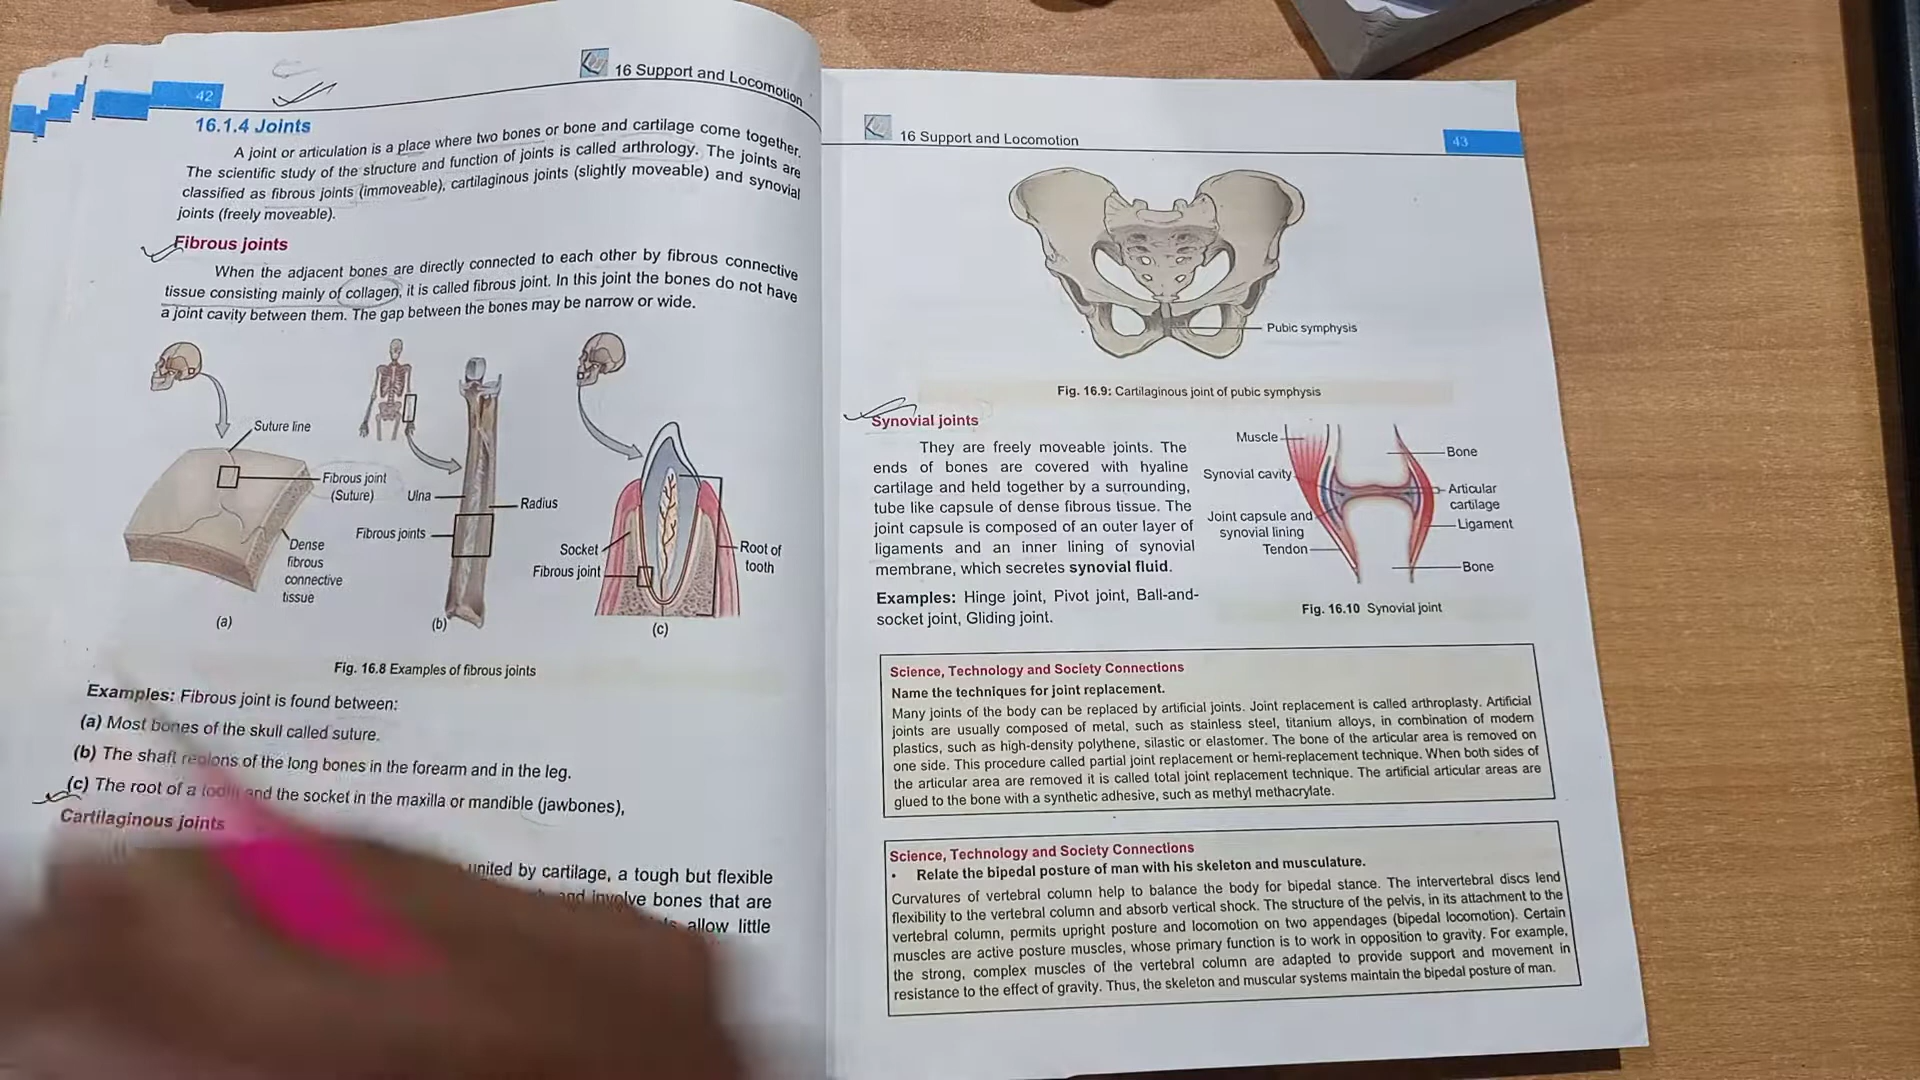 42
16 Support and Locomotion
16.1.4 Joints
A joint or articulation is a place where two bones or bone and cartilage come together.
The scientific study of the structure and function of joints is called arthrology. The joints are
classified as fibrous joints (immoveable), cartilaginous joints (slightly moveable) and synovial
joints (freely moveable).
Fibrous joints
When the adjacent bones are directly connected to each other by fibrous connective
tissue consisting mainly of collagen, it is called fibrous joint. In this joint the bones do not have
a joint cavity between them. The gap between the bones may be narrow or wide.
Suture line
Fibrous joint
(Suture)
Dense
fibrous
connective
tissue
(a)
Ulna
Radius
Fibrous joints
(b)
Socket
Fibrous joint
Root of
tooth
(c)
Fig. 16.8 Examples of fibrous joints
Examples: Fibrous joint is found between:
(a) Most bones of the skull called suture.
(b) The shaft regions of the long bones in the forearm and in the leg.
(c) The root of a tooth and the socket in the maxilla or mandible (jawbones),
Cartilaginous joints
united by cartilage, a tough but flexible
and involve bones that are
allow little
16 Support and Locomotion
43
Pubic symphysis
Fig. 16.9: Cartilaginous joint of pubic symphysis
Synovial joints
They are freely moveable joints. The
ends of bones are covered with hyaline
cartilage and held together by a surrounding,
tube like capsule of dense fibrous tissue. The
joint capsule is composed of an outer layer of
ligaments and an inner lining of synovial
membrane, which secretes synovial fluid.
Examples: Hinge joint, Pivot joint, Ball-and-
socket joint, Gliding joint.
Muscle
Synovial cavity
Joint capsule and
synovial lining
Tendon
Bone
Articular
cartilage
Ligament
Bone
Fig. 16.10 Synovial joint
Science, Technology and Society Connections
Name the techniques for joint replacement.
Many joints of the body can be replaced by artificial joints. Joint replacement is called arthroplasty. Artificial
joints are usually composed of metal, such as stainless steel, titanium alloys, in combination of modern
plastics, such as high-density polythene, silastic or elastomer. The bone of the articular area is removed on
one side. This procedure called partial joint replacement or hemi-replacement technique. When both sides of
the articular area are removed it is called total joint replacement technique. The artificial articular areas are
glued to the bone with a synthetic adhesive, such as methyl methacrylate.
Science, Technology and Society Connections
• Relate the bipedal posture of man with his skeleton and musculature.
Curvatures of vertebral column help to balance the body for bipedal stance. The intervertebral discs lend
flexibility to the vertebral column and absorb vertical shock. The structure of the pelvis, in its attachment to the
vertebral column, permits upright posture and locomotion on two appendages (bipedal locomotion). Certain
muscles are active posture muscles, whose primary function is to work in opposition to gravity. For example,
the strong, complex muscles of the vertebral column are adapted to provide support and movement in
resistance to the effect of gravity. Thus, the skeleton and muscular systems maintain the bipedal posture of man.